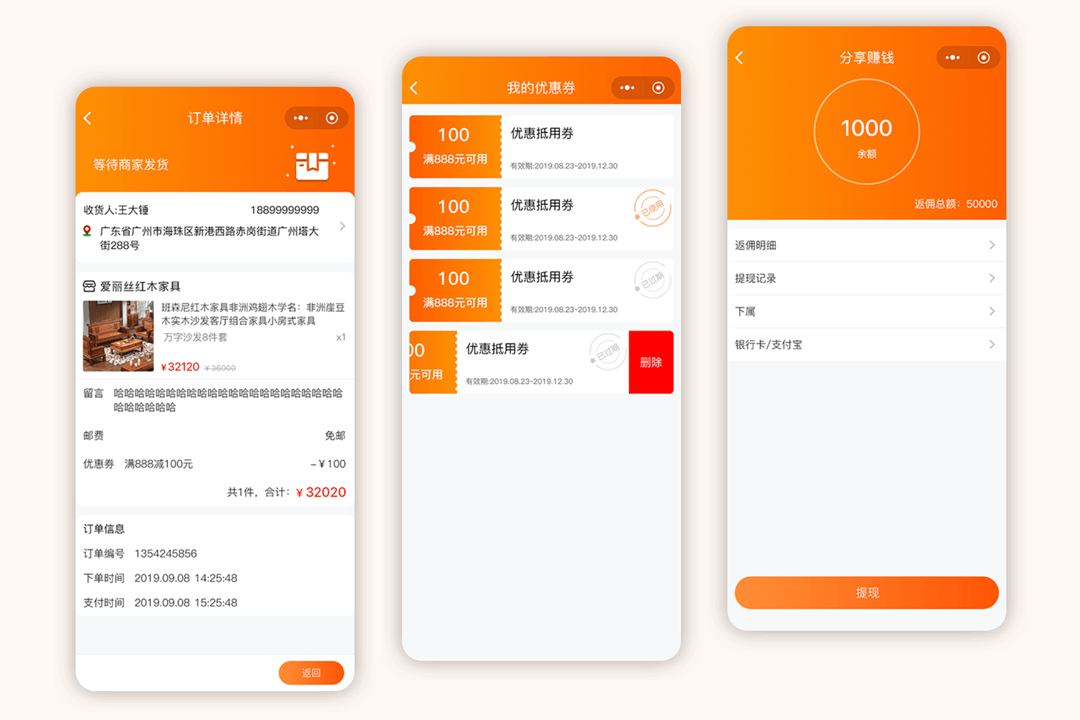 订单详情
等待商家发货
收货人:王大锤 18899999999
广东省广州市海珠区新港西路赤岗街道广州塔大
街288号
爱丽丝红木家具
班森尼红木家具非洲鸡翅木学名：非洲崖豆
木实木沙发客厅组合家具小房式家具
万字沙发8件套 x1
¥32120 ¥36000
留言 哈哈哈哈哈哈哈哈哈哈哈哈哈哈哈哈哈哈哈哈哈哈
哈哈哈哈哈哈
邮费 免邮
优惠券 满888减100元 -¥100
共1件，合计：¥32020
订单信息
订单编号 1354245856
下单时间 2019.09.08 14:25:48
支付时间 2019.09.08 15:25:48
返回
我的优惠券
100 优惠抵用券
满888元可用 有效期:2019.08.23-2019.12.30
100 优惠抵用券
满888元可用 有效期:2019.08.23-2019.12.30
已使用
100 优惠抵用券
满888元可用 有效期:2019.08.23-2019.12.30
已过期
00 优惠抵用券
元可用 有效期:2019.08.23-2019.12.30
已过期
删除
分享赚钱
1000
余额
返佣总额：50000
返佣明细
提现记录
下属
银行卡/支付宝
提现